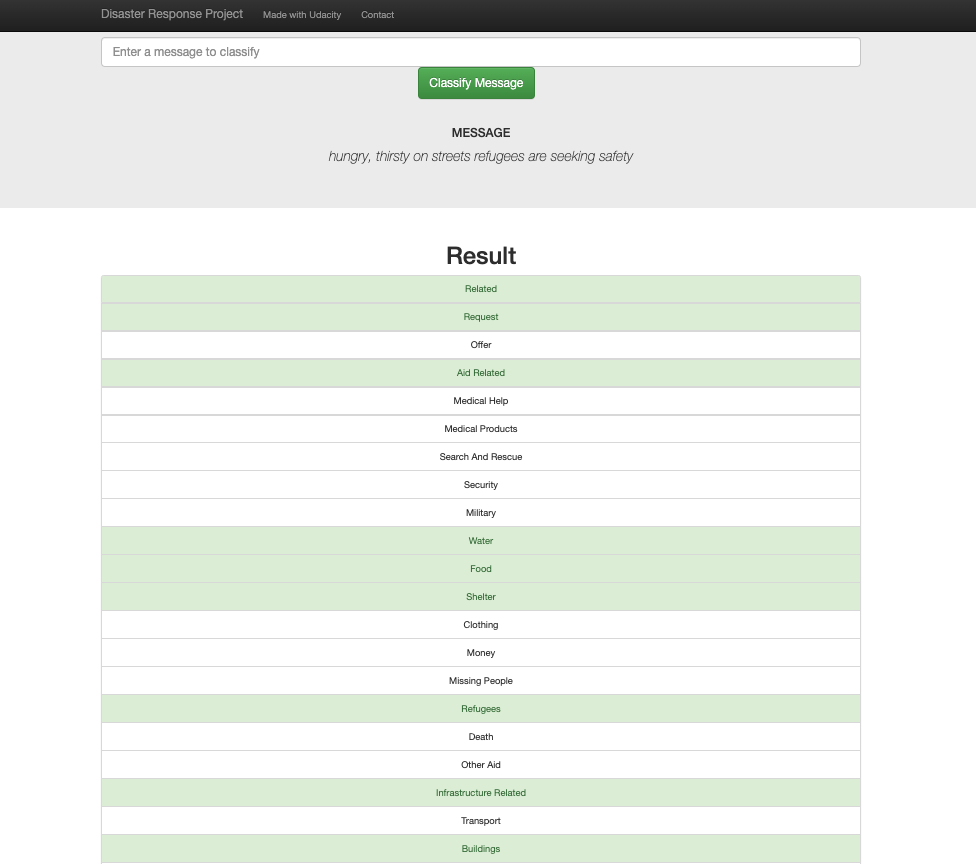 Disaster Response Project Made with Udacity Contact
Enter a message to classify
Classify Message
MESSAGE
hungry, thirsty on streets refugees are seeking safety
Result
Related
Request
Offer
Aid Related
Medical Help
Medical Products
Search And Rescue
Security
Military
Water
Food
Shelter
Clothing
Money
Missing People
Refugees
Death
Other Aid
Infrastructure Related
Transport
Buildings